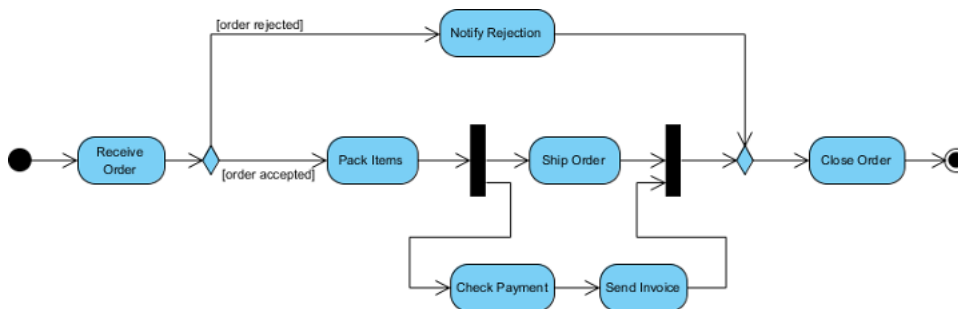 [order rejected]
Notify Rejection
Receive
Order
[order accepted]
Pack Items
Ship Order
Close Order
Check Payment
Send Invoice